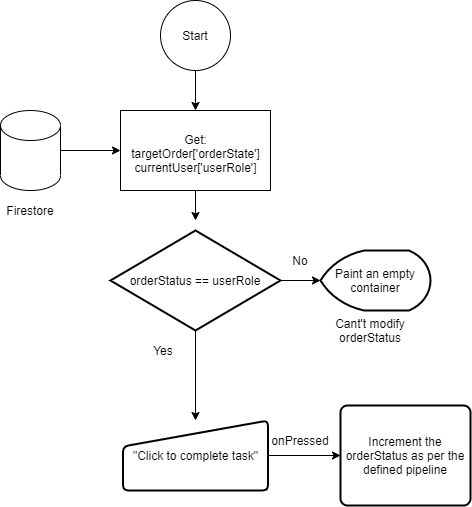 Start
Get:
targetOrder['orderState']
currentUser['userRole']
Firestore
orderStatus == userRole
No
Paint an empty
container
Cant't modify
orderStatus
Yes
"Click to complete task"
onPressed
Increment the
orderStatus as per the
defined pipeline